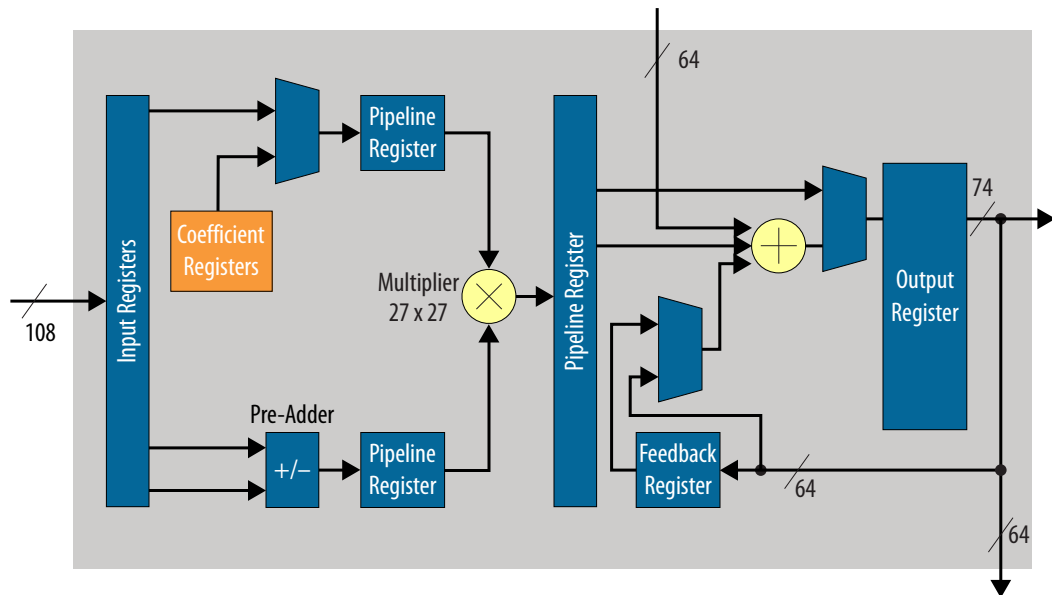 64
Pipeline
Register
Coefficient
Registers
Input Registers
108
Multiplier
27 x 27
Pipeline Register
74
Output
Register
Pre-Adder
+/–
Pipeline
Register
Feedback
Register
64
64